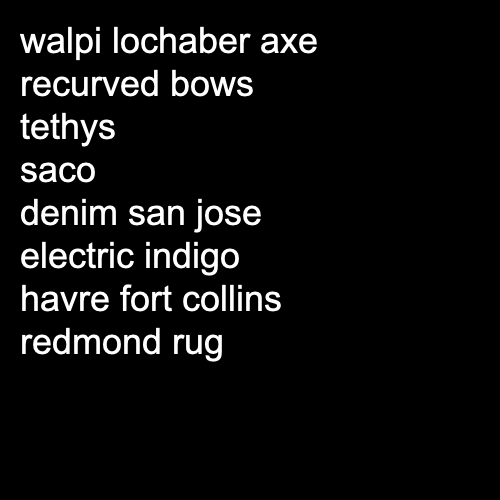 walpi lochaber axe
recurved bows
tethys
saco
denim san jose
electric indigo
havre fort collins
redmond rug